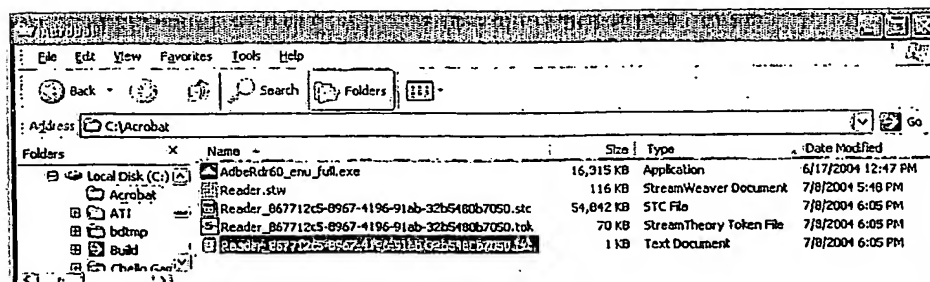 Acrobat
File Edit View Favorites Tools Help
Back Search Folders
Address C:\Acrobat Go
Folders X Name Size Type Date Modified
Local Disk (C:) AdbeRdr60_enu_full.exe 16,315 KB Application 6/17/2004 12:47 PM
Acrobat Reader.stw 116 KB StreamWeaver Document 7/8/2004 5:48 PM
ATI Reader_867712c5-8967-4196-91ab-32b5480b7050.stc 54,842 KB STC File 7/8/2004 6:05 PM
bdtmp Reader_867712c5-8967-4196-91ab-32b5480b7050.tok 70 KB StreamTheory Token File 7/8/2004 6:05 PM
Build 1 KB Text Document 7/8/2004 6:05 PM